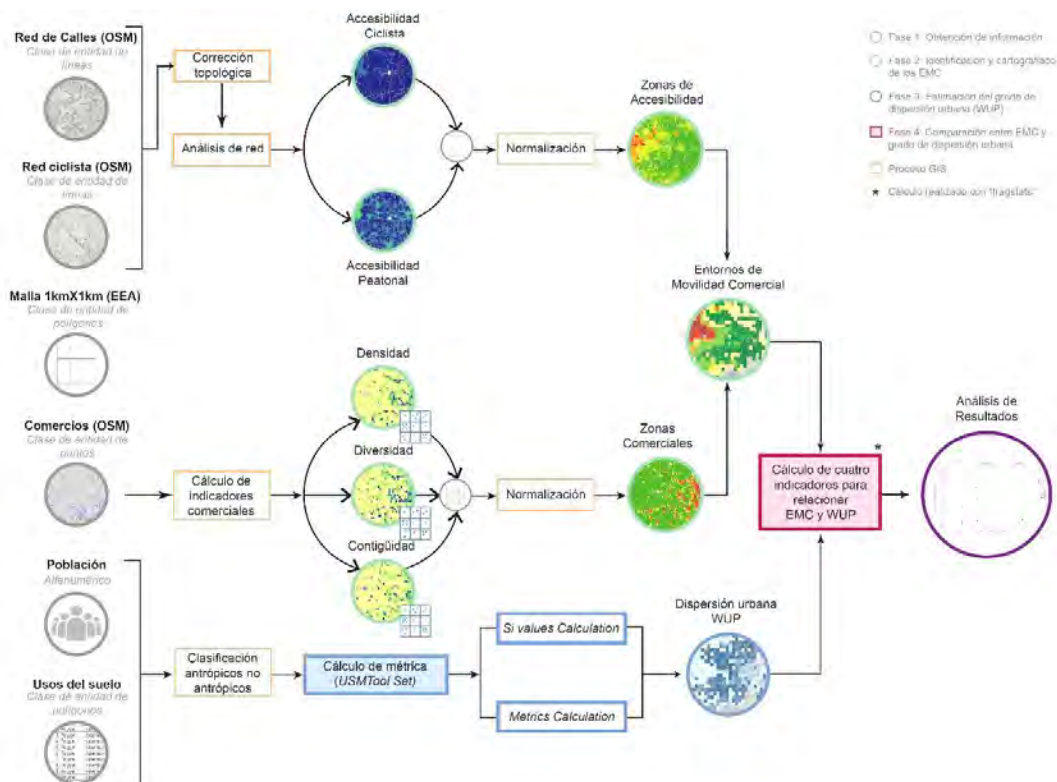 Red de Calles (OSM)
Clase de entidad de
líneas
Red ciclista (OSM)
Clase de entidad de
líneas
Malla 1kmX1km (EEA)
Clase de entidad de
polígonos
Comercios (OSM)
Clase de entidad de
puntos
Población
Alfanumérico
Usos del suelo
Clase de entidad de
polígonos
Corrección
topológica
Análisis de red
Accesibilidad
Ciclista
Accesibilidad
Peatonal
Normalización
Zonas de
Accesibilidad
Entornos de
Movilidad Comercial
Cálculo de
indicadores
comerciales
Densidad
Diversidad
Contigüidad
Normalización
Zonas
Comerciales
Clasificación
antrópicos no
antrópicos
Cálculo de métrica
(USMTool Set)
Si values Calculation
Metrics Calculation
Dispersión urbana
WUP
*
Cálculo de cuatro
indicadores para
relacionar
EMC y WUP
Análisis de
Resultados
Fase 1: Obtención de información
Fase 2: Identificación y cartografiado
de los EMC
Fase 3: Estimación del grado de
dispersión urbana (WUP)
Fase 4: Comparación entre EMC y
grado de dispersión urbana
Proceso GIS
* Cálculo realizado con "fragstats"